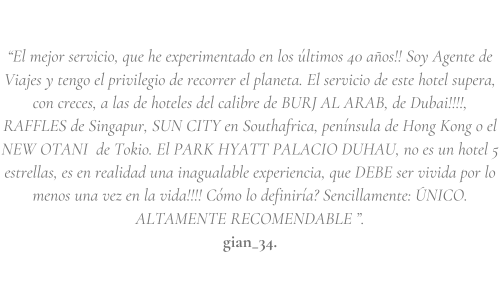 “El mejor servicio, que he experimentado en los últimos 40 años!! Soy Agente de
Viajes y tengo el privilegio de recorrer el planeta. El servicio de este hotel supera,
con creces, a las de hoteles del calibre de BURJ AL ARAB, de Dubai!!!!,
RAFFLES de Singapur, SUN CITY en Southafrica, península de Hong Kong o el
NEW OTANI de Tokio. El PARK HYATT PALACIO DUHAU, no es un hotel 5
estrellas, es en realidad una inagualable experiencia, que DEBE ser vivida por lo
menos una vez en la vida!!!! Cómo lo definiría? Sencillamente: ÚNICO.
ALTAMENTE RECOMENDABLE ”.
gian_34.